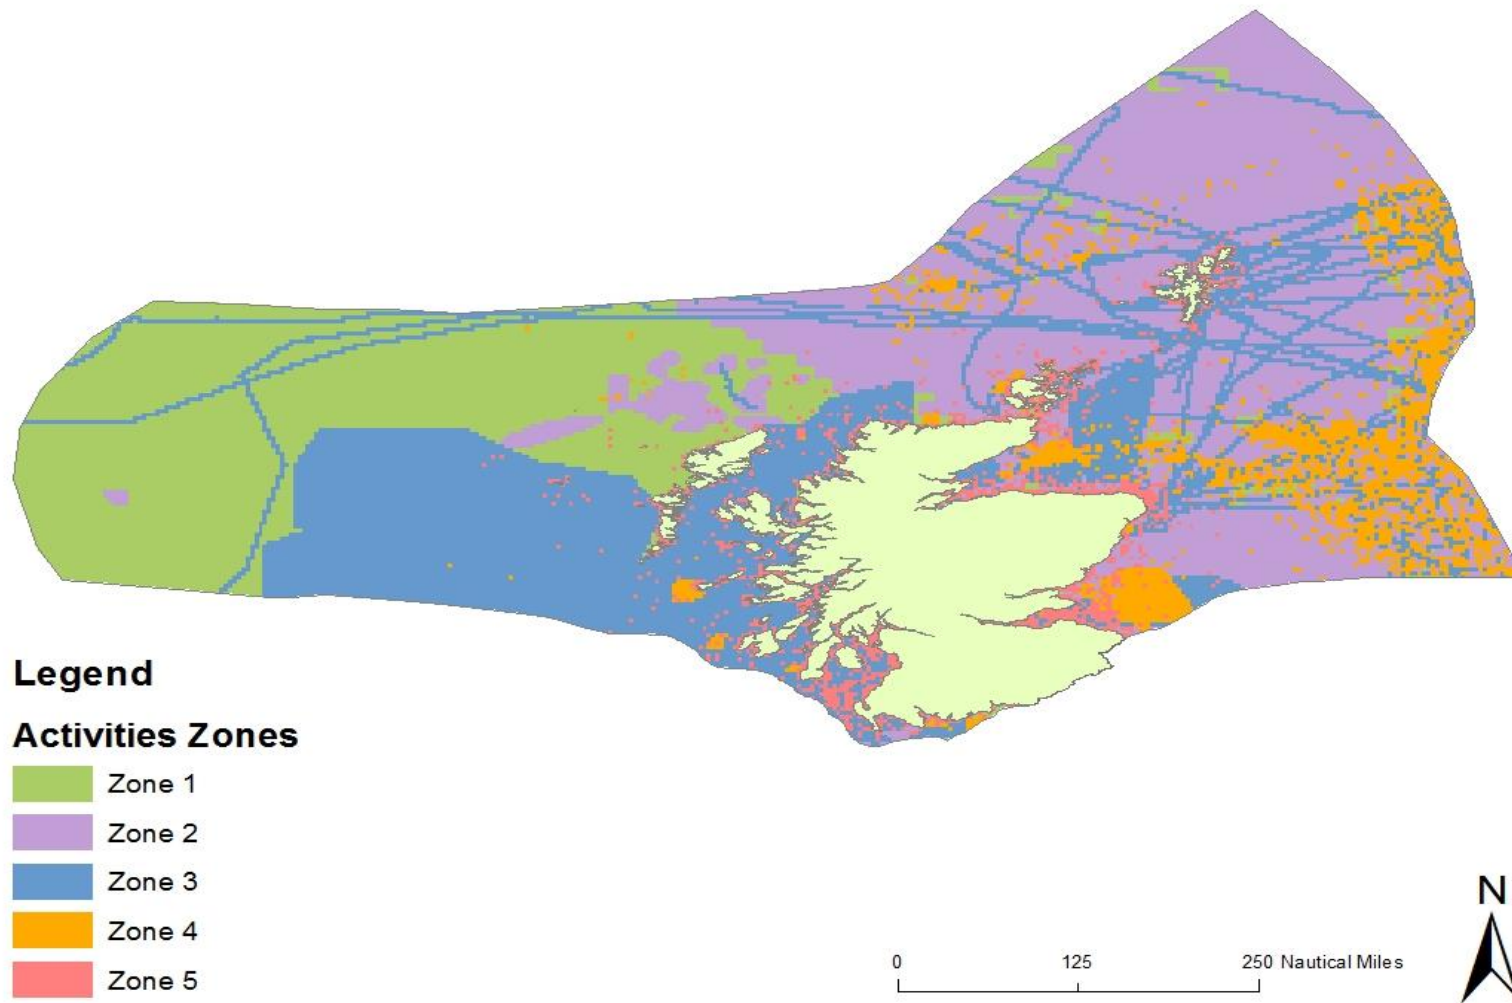 Legend
Activities Zones
Zone 1
Zone 2
Zone 3
Zone 4
Zone 5
0 125 250 Nautical Miles
N